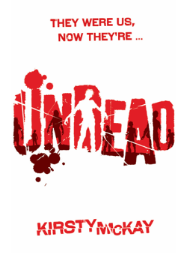 THEY WERE US,
NOW THEY'RE ...
UNDEAD
KIRSTY McKAY